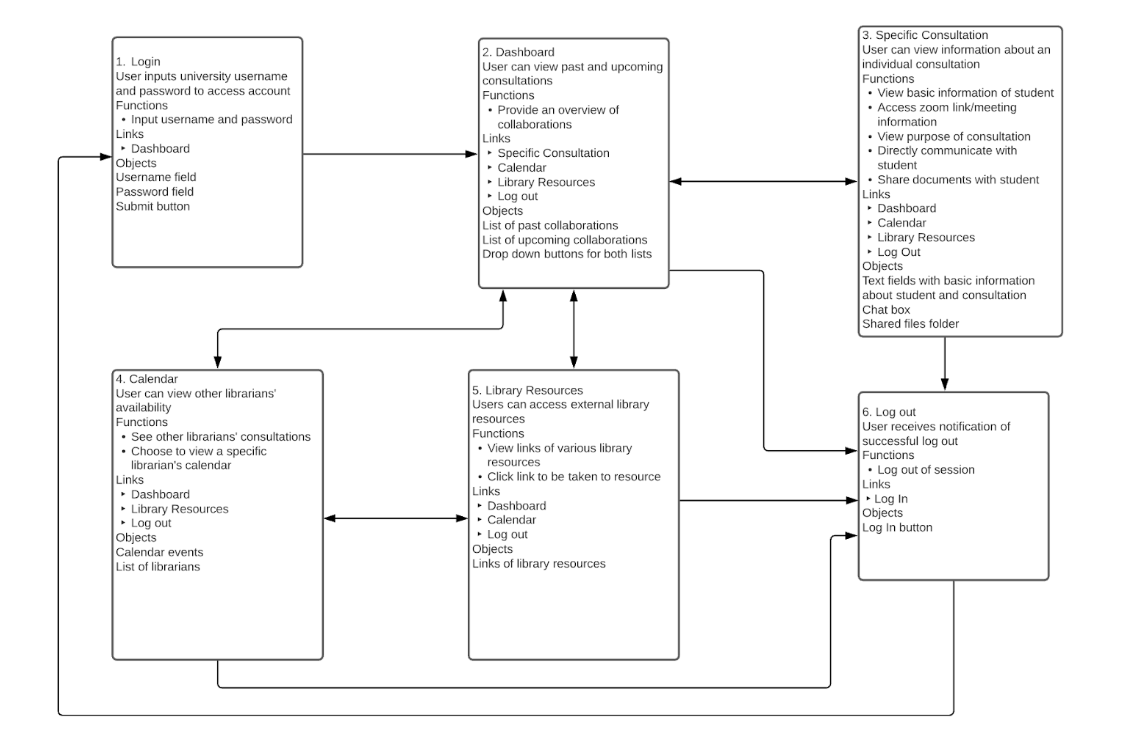 1. Login
User inputs university username
and password to access account
Functions
• Input username and password
Links
‣ Dashboard
Objects
Username field
Password field
Submit button
2. Dashboard
User can view past and upcoming
consultations
Functions
• Provide an overview of
collaborations
Links
‣ Specific Consultation
‣ Calendar
‣ Library Resources
‣ Log out
Objects
List of past collaborations
List of upcoming collaborations
Drop down buttons for both lists
3. Specific Consultation
User can view information about an
individual consultation
Functions
• View basic information of student
• Access zoom link/meeting
information
• View purpose of consultation
• Directly communicate with
student
• Share documents with student
Links
‣ Dashboard
‣ Calendar
‣ Library Resources
‣ Log Out
Objects
Text fields with basic information
about student and consultation
Chat box
Shared files folder
4. Calendar
User can view other librarians'
availability
Functions
• See other librarians' consultations
• Choose to view a specific
librarian's calendar
Links
‣ Dashboard
‣ Library Resources
‣ Log out
Objects
Calendar events
List of librarians
5. Library Resources
Users can access external library
resources
Functions
• View links of various library
resources
• Click link to be taken to resource
Links
‣ Dashboard
‣ Calendar
‣ Log out
Objects
Links of library resources
6. Log out
User receives notification of
successful log out
Functions
• Log out of session
Links
‣ Log In
Objects
Log In button